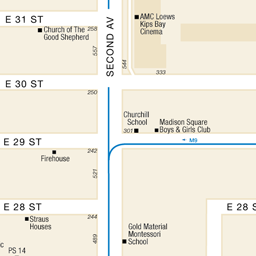 E 31 ST
Church of The
Good Shepherd
258
557
SECOND AV
544
AMC Loews
Kips Bay
Cinema
333
E 30 ST
250
Churchill
School
301
Madison Square
Boys & Girls Club
E 29 ST
M9
Firehouse
242
521
E 28 ST
E 28 S
Straus
Houses
244
489
Gold Material
Montessori
School
c
PS 14